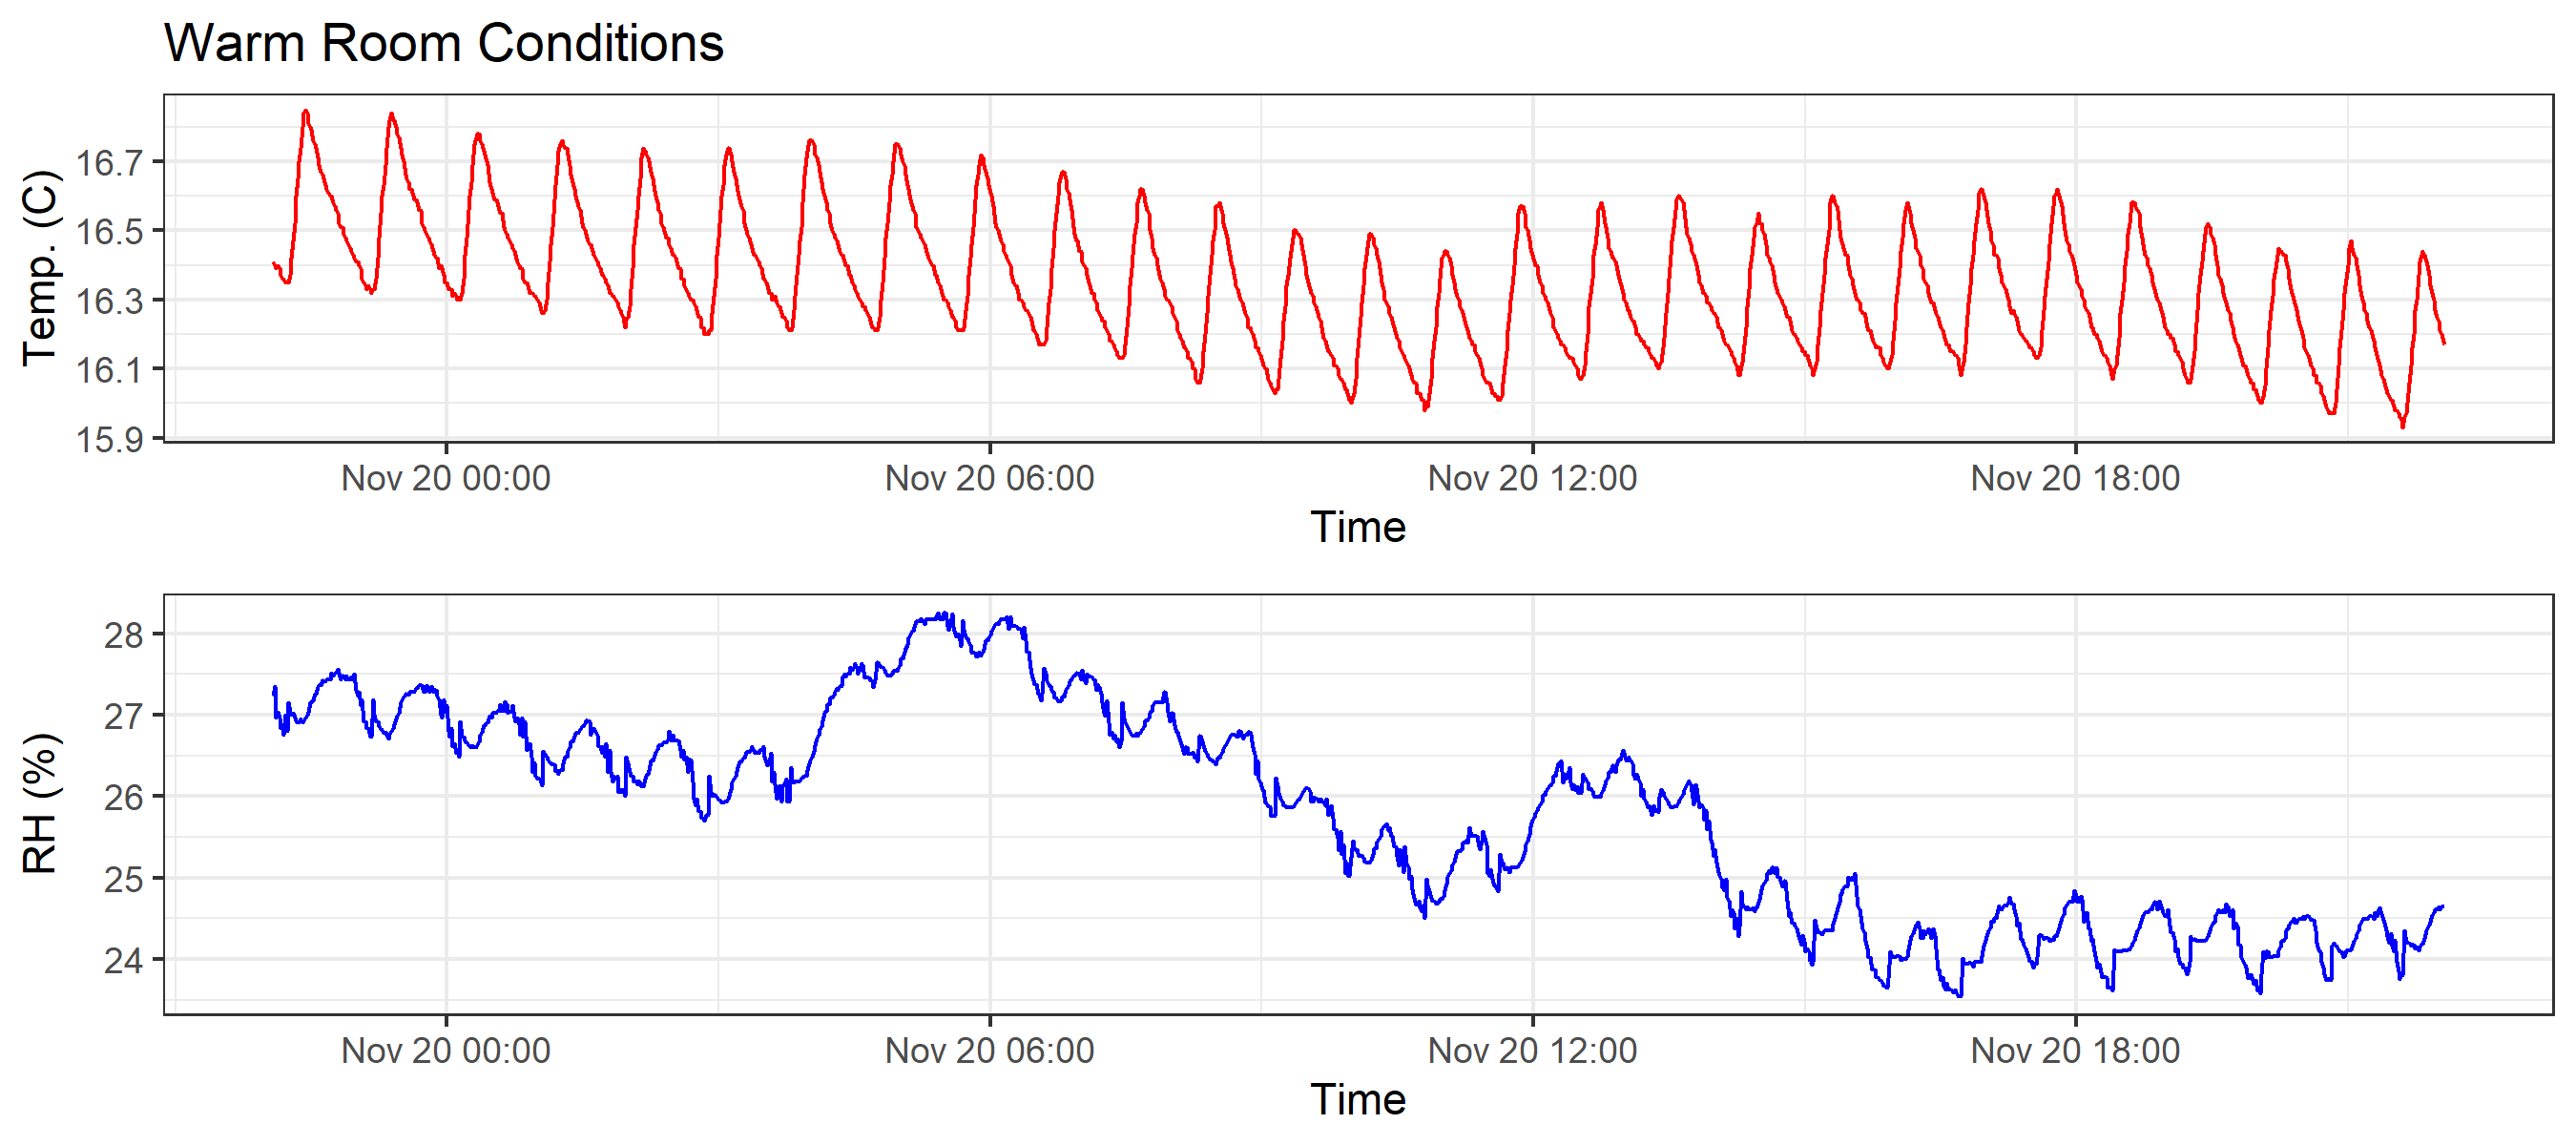 Warm Room Conditions
Temp. (C)
16.7
16.5
16.3
16.1
15.9
Nov 20 00:00 Nov 20 06:00 Nov 20 12:00 Nov 20 18:00
Time
RH (%)
28
27
26
25
24
Nov 20 00:00 Nov 20 06:00 Nov 20 12:00 Nov 20 18:00
Time